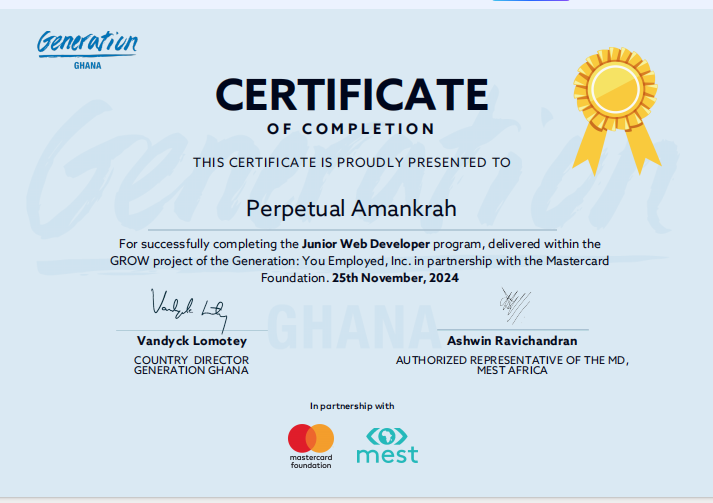 Generation
GHANA
CERTIFICATE
OF COMPLETION
THIS CERTIFICATE IS PROUDLY PRESENTED TO
Perpetual Amankrah
For successfully completing the Junior Web Developer program, delivered within the
GROW project of the Generation: You Employed, Inc. in partnership with the Mastercard
Foundation. 25th November, 2024
Vandyck Lomotey
COUNTRY DIRECTOR
GENERATION GHANA
Ashwin Ravichandran
AUTHORIZED REPRESENTATIVE OF THE MD,
MEST AFRICA
Generation
GHANA
In partnership with
mastercard
foundation
mest